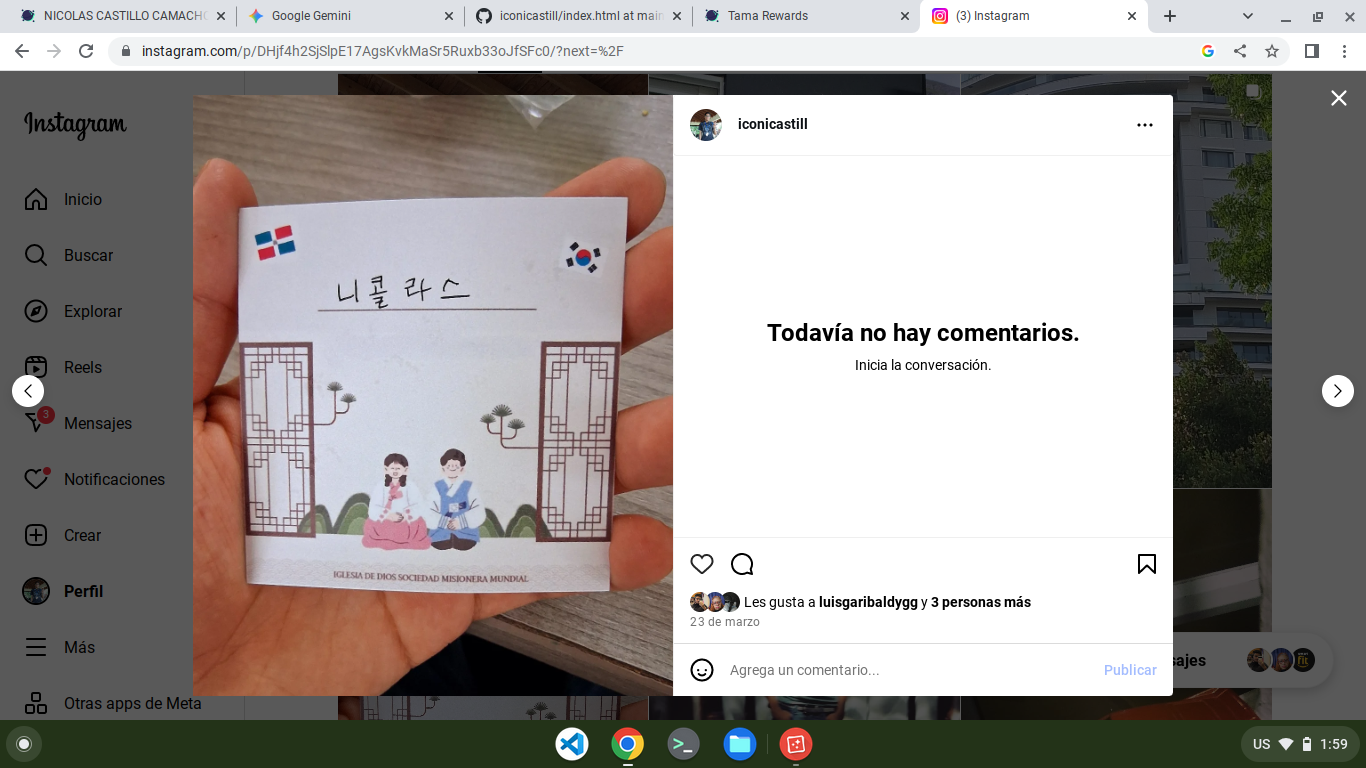 NICOLAS CASTILLO CAMACHO
Google Gemini
iconicastill/index.html at main
Tama Rewards
(3) Instagram
instagram.com/p/DHjf4h2SjSlpE17AgsKvkMaSr5Ruxb33oJfSFc0/?next=%2F
Instagram
Inicio
Buscar
Explorar
Reels
3
Mensajes
Notificaciones
Crear
Perfil
Más
Otras apps de Meta
니콜라스
IGLESIA DE DIOS SOCIEDAD MISIONERA MUNDIAL
iconicastill
Todavía no hay comentarios.
Inicia la conversación.
Les gusta a luisgaribaldygg y 3 personas más
23 de marzo
Agrega un comentario...
Publicar
sajes
US
1:59